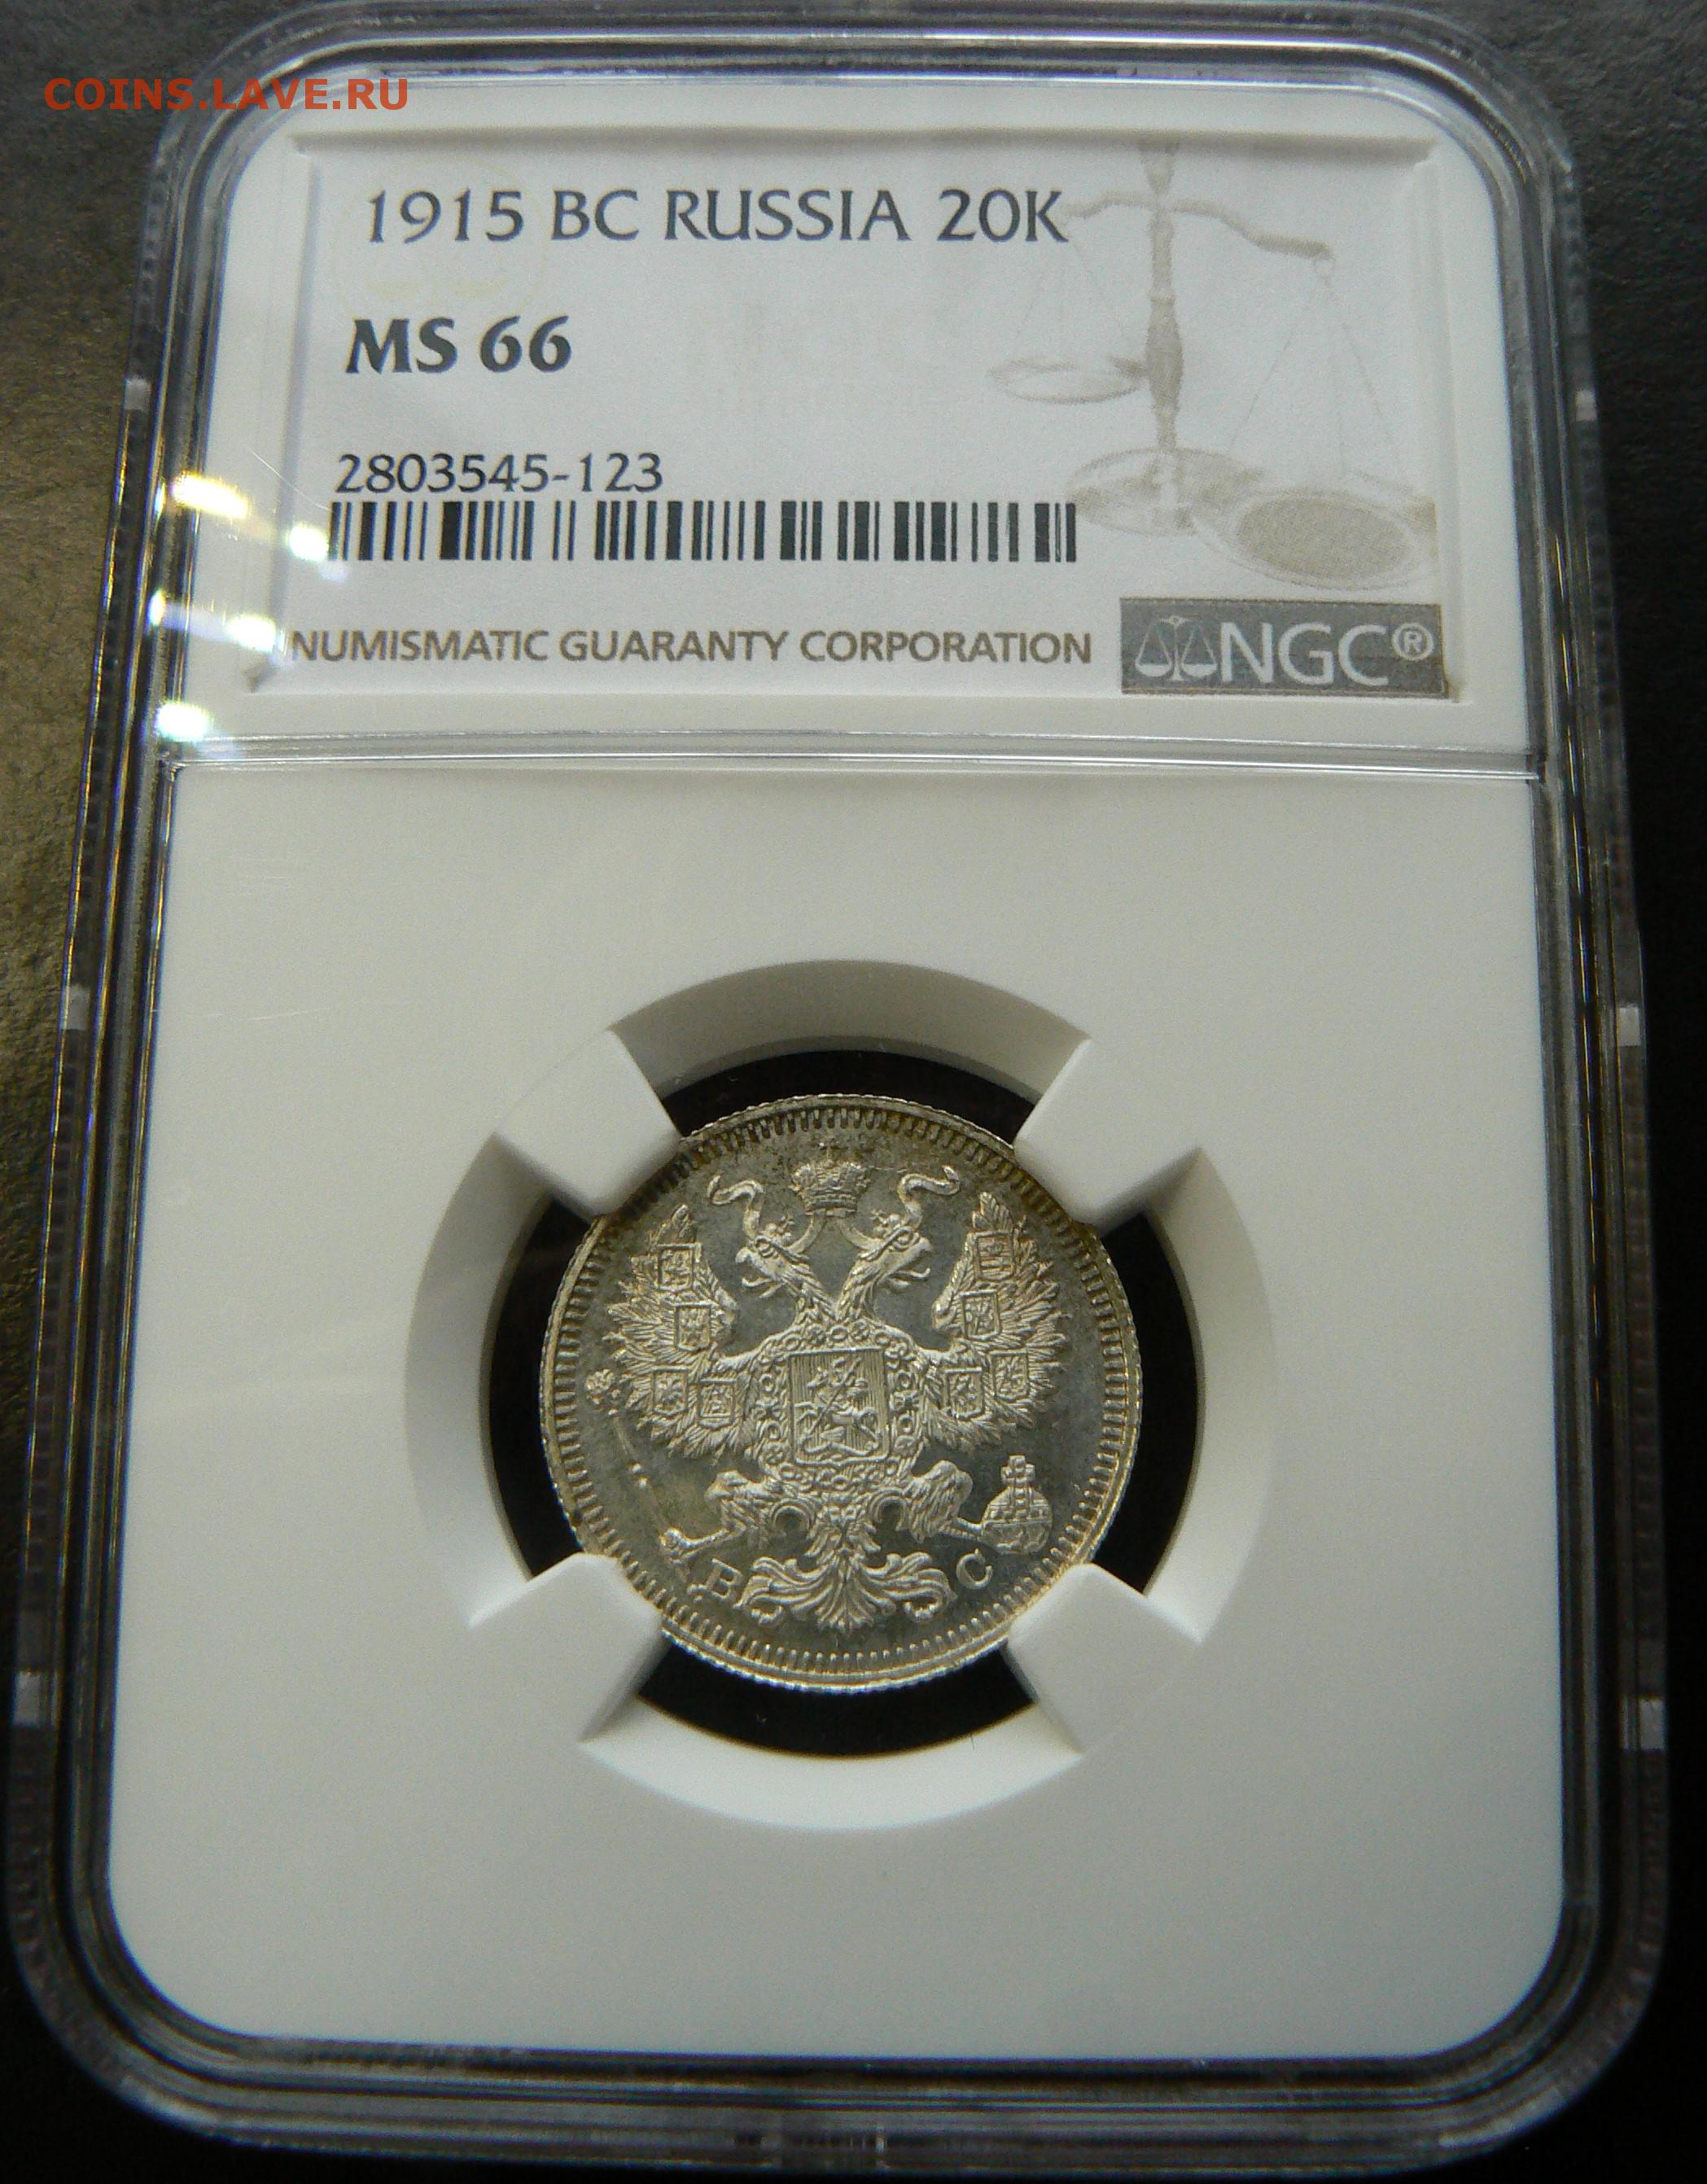 COINS.LAVE.RU
1915 BC RUSSIA 20K
MS 66
2803545-123
NUMISMATIC GUARANTY CORPORATION NGC®
В С